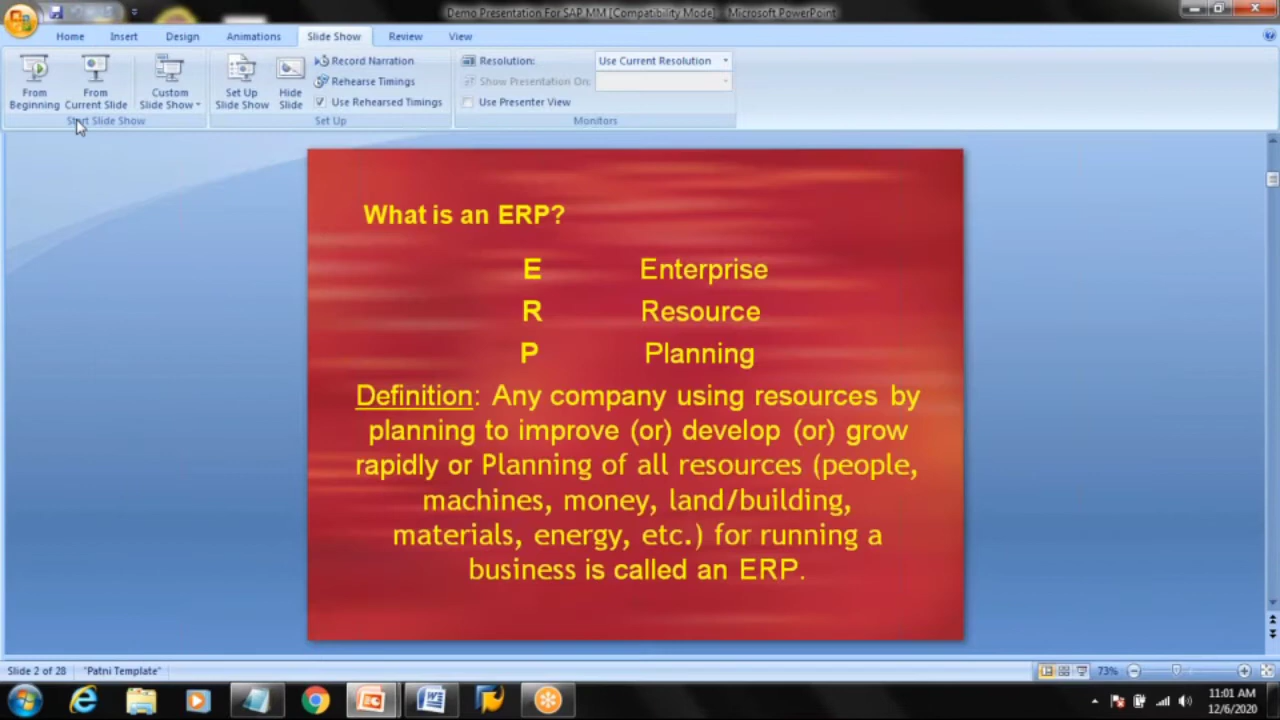 Demo Presentation For SAP MM [Compatibility Mode] - Microsoft PowerPoint
Home Insert Design Animations Slide Show Review View
From Beginning
From Current Slide
Custom Slide Show
Set Up Slide Show
Hide Slide
Record Narration
Rehearse Timings
Use Rehearsed Timings
Resolution: Use Current Resolution
Show Presentation On:
Use Presenter View
Start Slide Show
Set Up
Monitors
What is an ERP?
E Enterprise
R Resource
P Planning
Definition: Any company using resources by
planning to improve (or) develop (or) grow
rapidly or Planning of all resources (people,
machines, money, land/building,
materials, energy, etc.) for running a
business is called an ERP.
Slide 2 of 28 "Patni Template" 73%
11:01 AM
12/6/2020